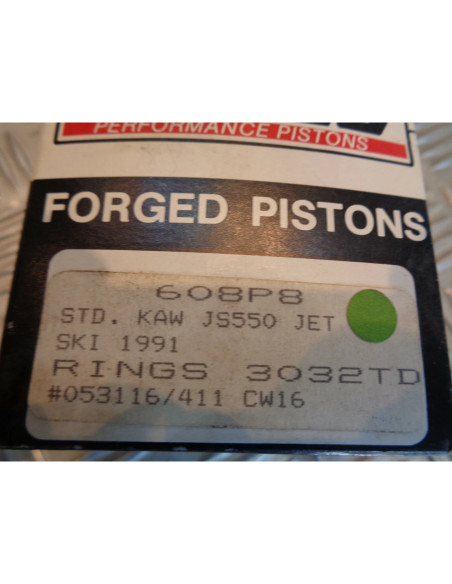 PERFORMANCE PISTONS
FORGED PISTONS
608P8
STD. KAW JS550 JET
SKI 1991
RINGS 3032TD
#053116/411 CW16